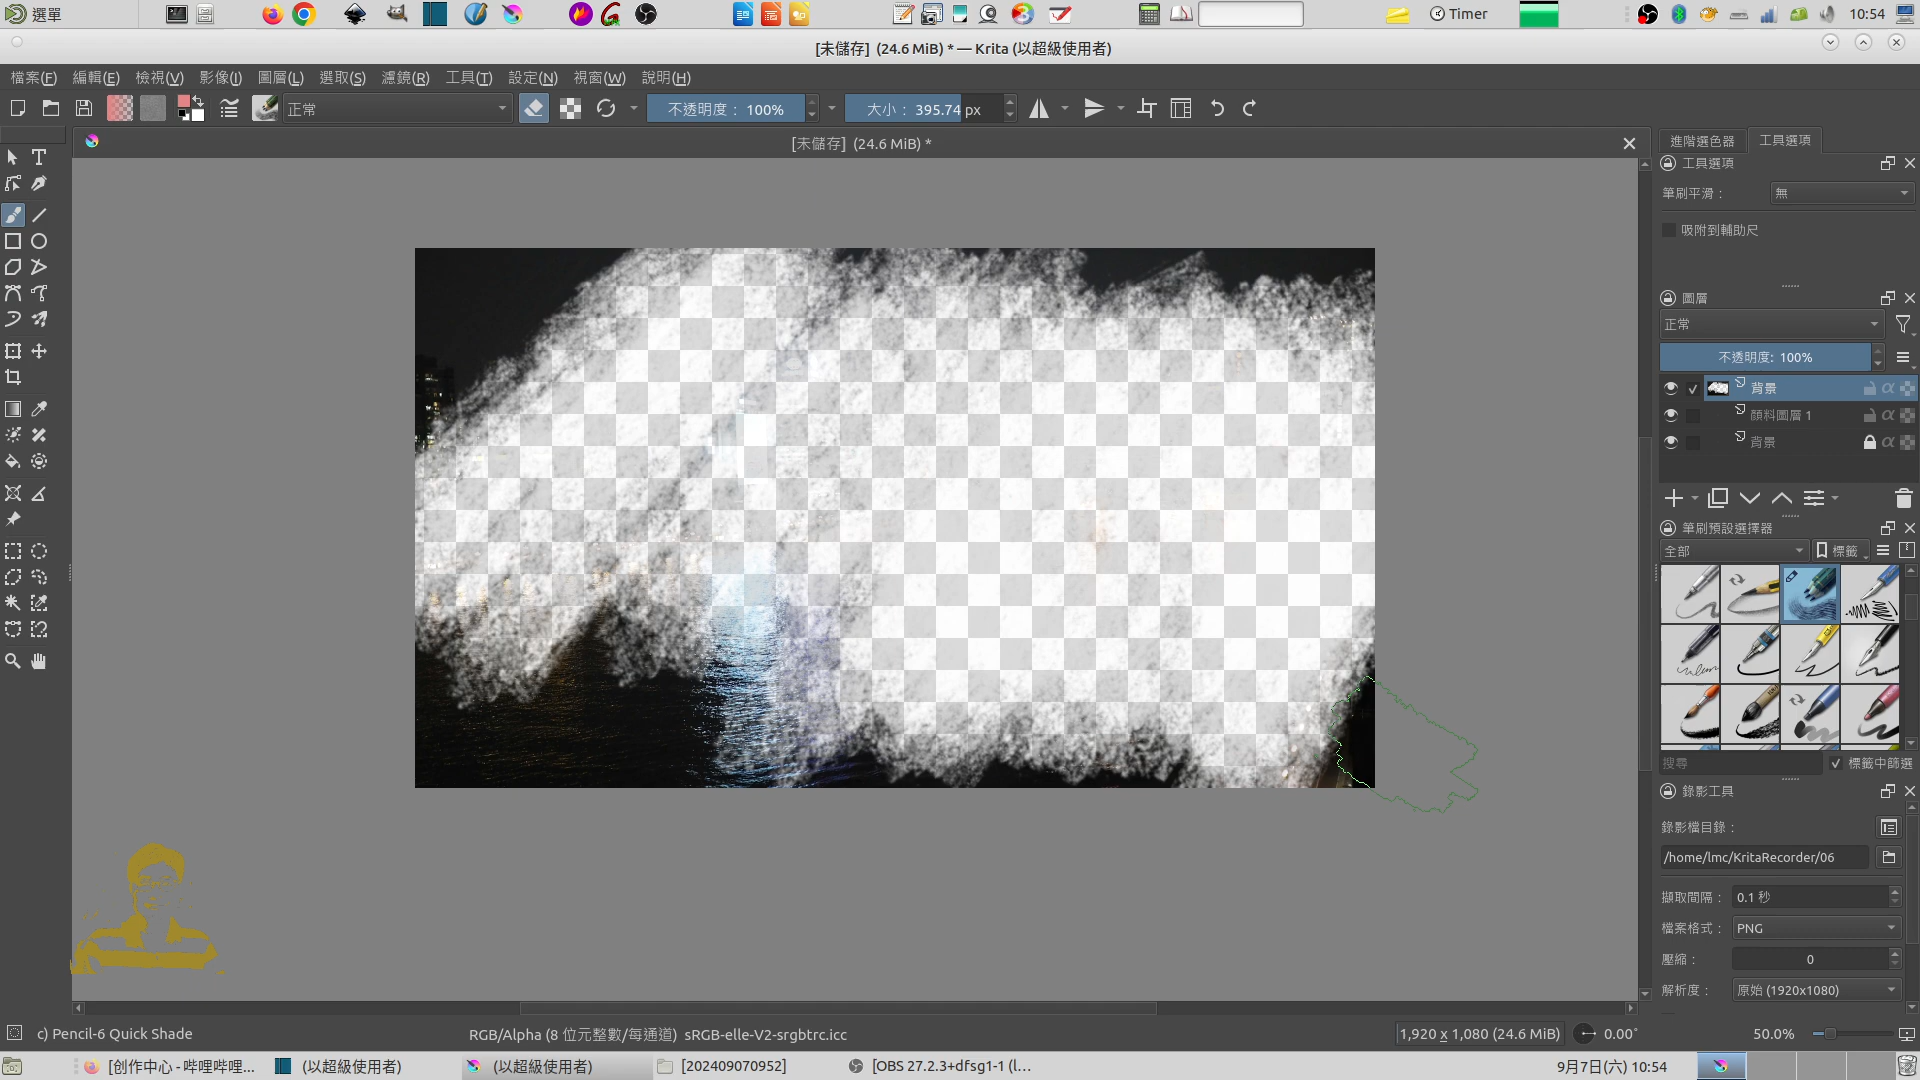 選單
Timer
10:54
[未儲存] (24.6 MiB) * — Krita (以超級使用者)
檔案(F) 編輯(E) 檢視(V) 影像(I) 圖層(L) 選取(S) 濾鏡(R) 工具(T) 設定(N) 視窗(W) 說明(H)
正常
不透明度： 100%
大小： 395.74 px
[未儲存] (24.6 MiB) *
進階選色器
工具選項
工具選項
筆刷平滑：
無
吸附到輔助尺
圖層
正常
不透明度: 100%
背景
顏料圖層 1
背景
筆刷預設選擇器
全部
標籤
搜尋
標籤中篩選
錄影工具
錄影檔目錄：
/home/lmc/KritaRecorder/06
擷取間隔：
0.1 秒
檔案格式：
PNG
壓縮：
0
解析度：
原始 (1920x1080)
c) Pencil-6 Quick Shade
RGB/Alpha (8 位元整數/每通道) sRGB-elle-V2-srgbtrc.icc
1,920 x 1,080 (24.6 MiB)
0.00°
50.0%
[创作中心 - 哔哩哔哩...
(以超級使用者)
(以超級使用者)
[202409070952]
[OBS 27.2.3+dfsg1-1 (l...
9月7日(六) 10:54